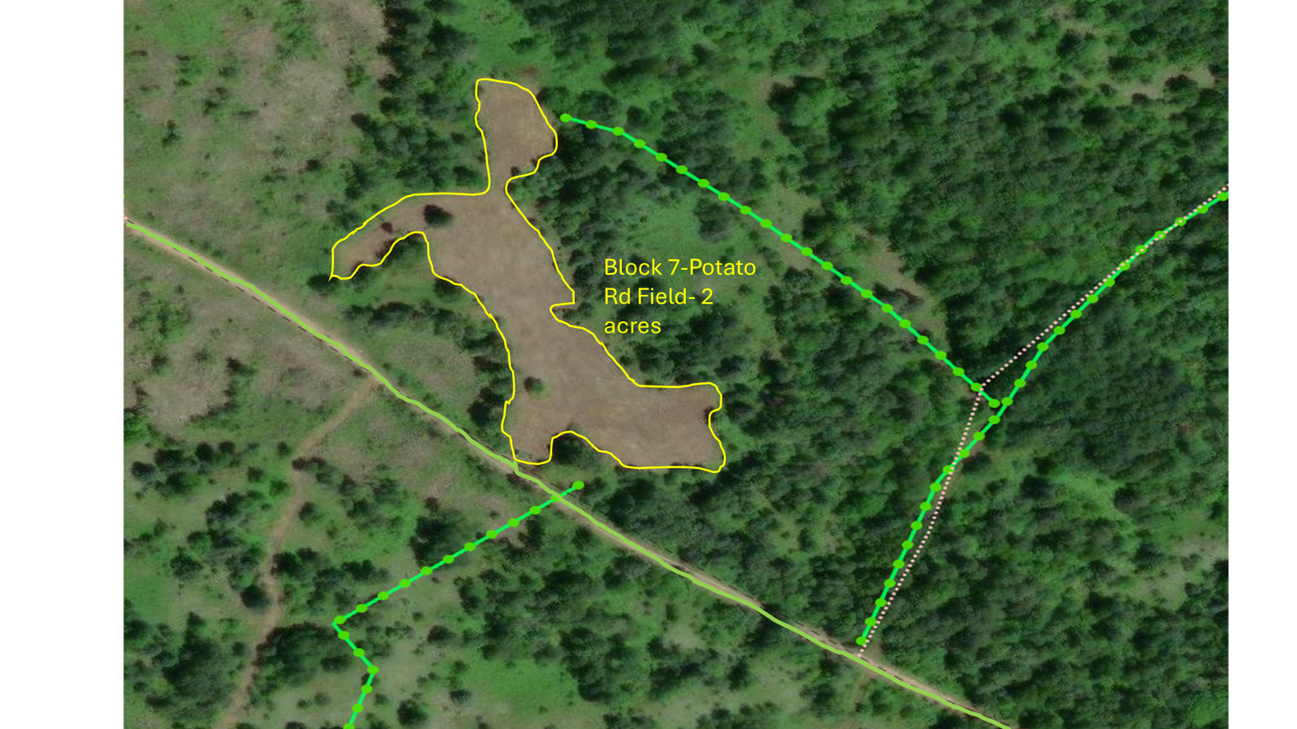 Block 7-Potato
Rd Field- 2
acres